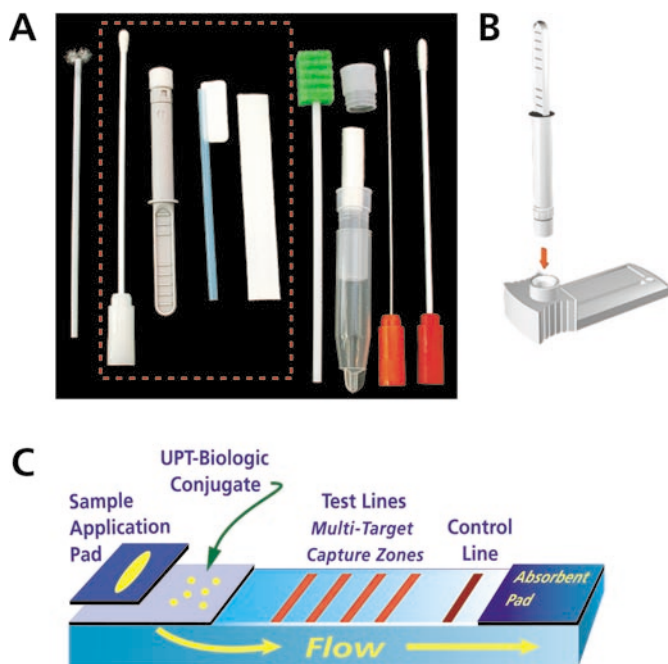 A
B
C
UPT-Biologic
Conjugate
Sample
Application
Pad
Test Lines
Multi-Target
Capture Zones
Control
Line
Absorbent
Pad
Flow